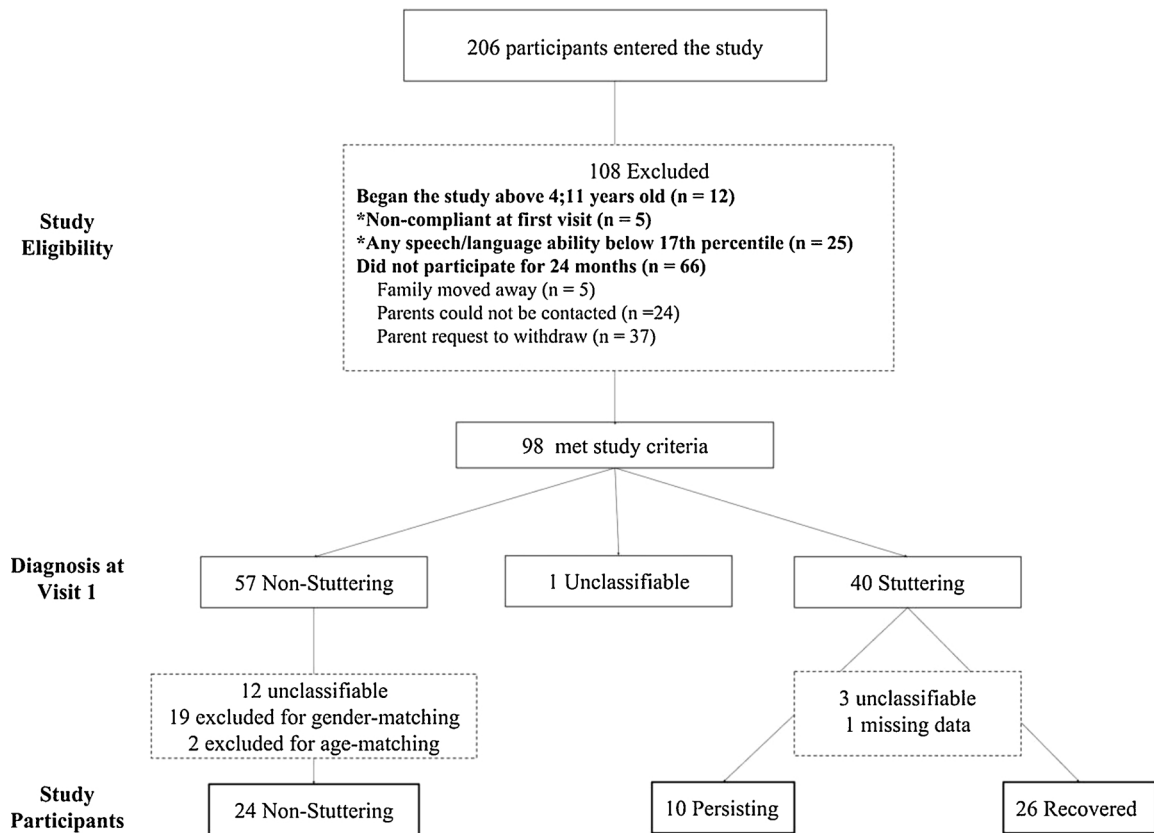 206 participants entered the study
Study
Eligibility
108 Excluded
Began the study above 4;11 years old (n = 12)
*Non-compliant at first visit (n = 5)
*Any speech/language ability below 17th percentile (n = 25)
Did not participate for 24 months (n = 66)
Family moved away (n = 5)
Parents could not be contacted (n =24)
Parent request to withdraw (n = 37)
98 met study criteria
Diagnosis at
Visit 1
57 Non-Stuttering
1 Unclassifiable
40 Stuttering
12 unclassifiable
19 excluded for gender-matching
2 excluded for age-matching
3 unclassifiable
1 missing data
Study
Participants
24 Non-Stuttering
10 Persisting
26 Recovered